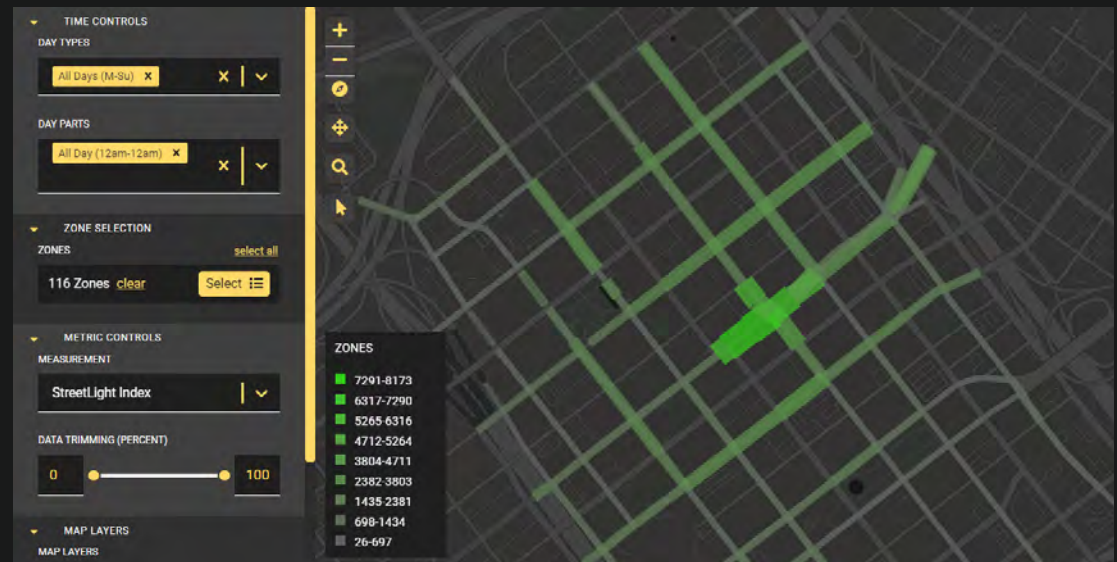 TIME CONTROLS
DAY TYPES
All Days (M-Su) x
DAY PARTS
All Day (12am-12am) x
ZONE SELECTION
ZONES select all
116 Zones clear Select
METRIC CONTROLS
MEASUREMENT
StreetLight Index
DATA TRIMMING (PERCENT)
0 100
MAP LAYERS
MAP LAYERS
ZONES
7291-8173
6317-7290
5265-6316
4712-5264
3804-4711
2382-3803
1435-2381
698-1434
26-697